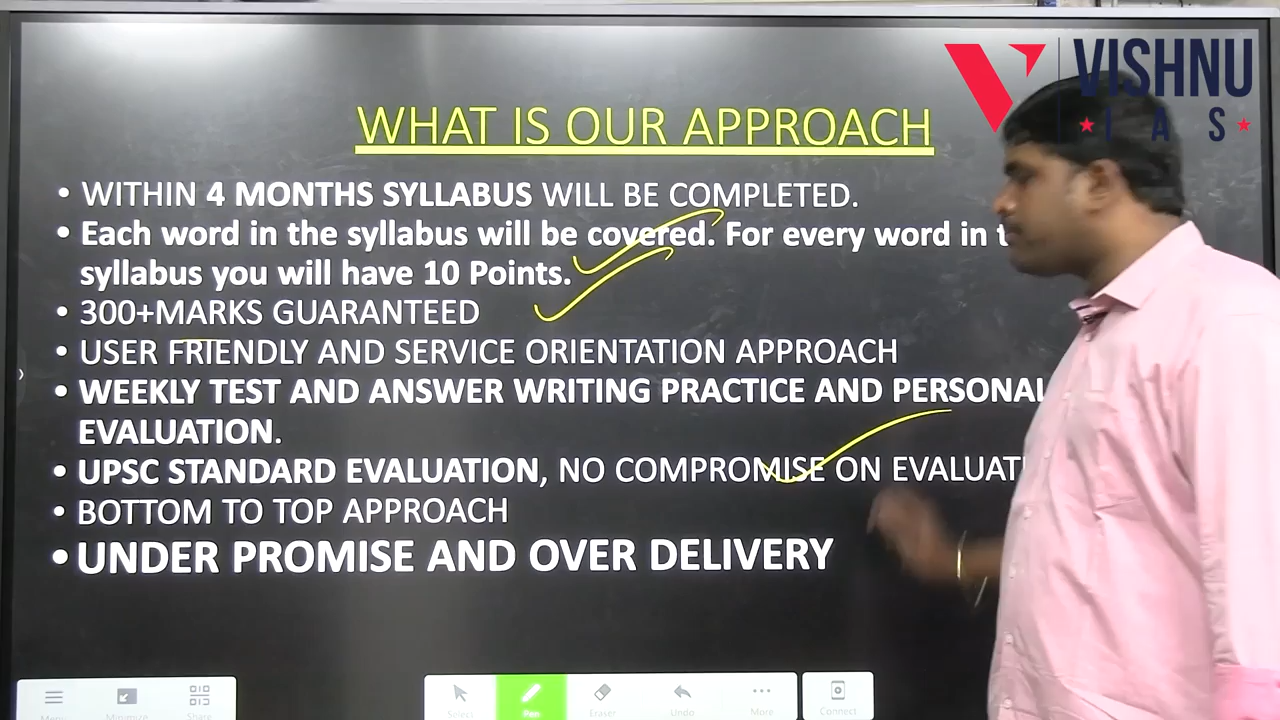 VISHNU
IAS
WHAT IS OUR APPROACH
• WITHIN 4 MONTHS SYLLABUS WILL BE COMPLETED.
• Each word in the syllabus will be covered. For every word in
syllabus you will have 10 Points.
• 300+MARKS GUARANTEED
• USER FRIENDLY AND SERVICE ORIENTATION APPROACH
• WEEKLY TEST AND ANSWER WRITING PRACTICE AND PERSONAL
EVALUATION.
• UPSC STANDARD EVALUATION, NO COMPROMISE ON EVALUATI
• BOTTOM TO TOP APPROACH
• UNDER PROMISE AND OVER DELIVERY
Menu Minimize Share Select Pen Eraser Undo More Connect